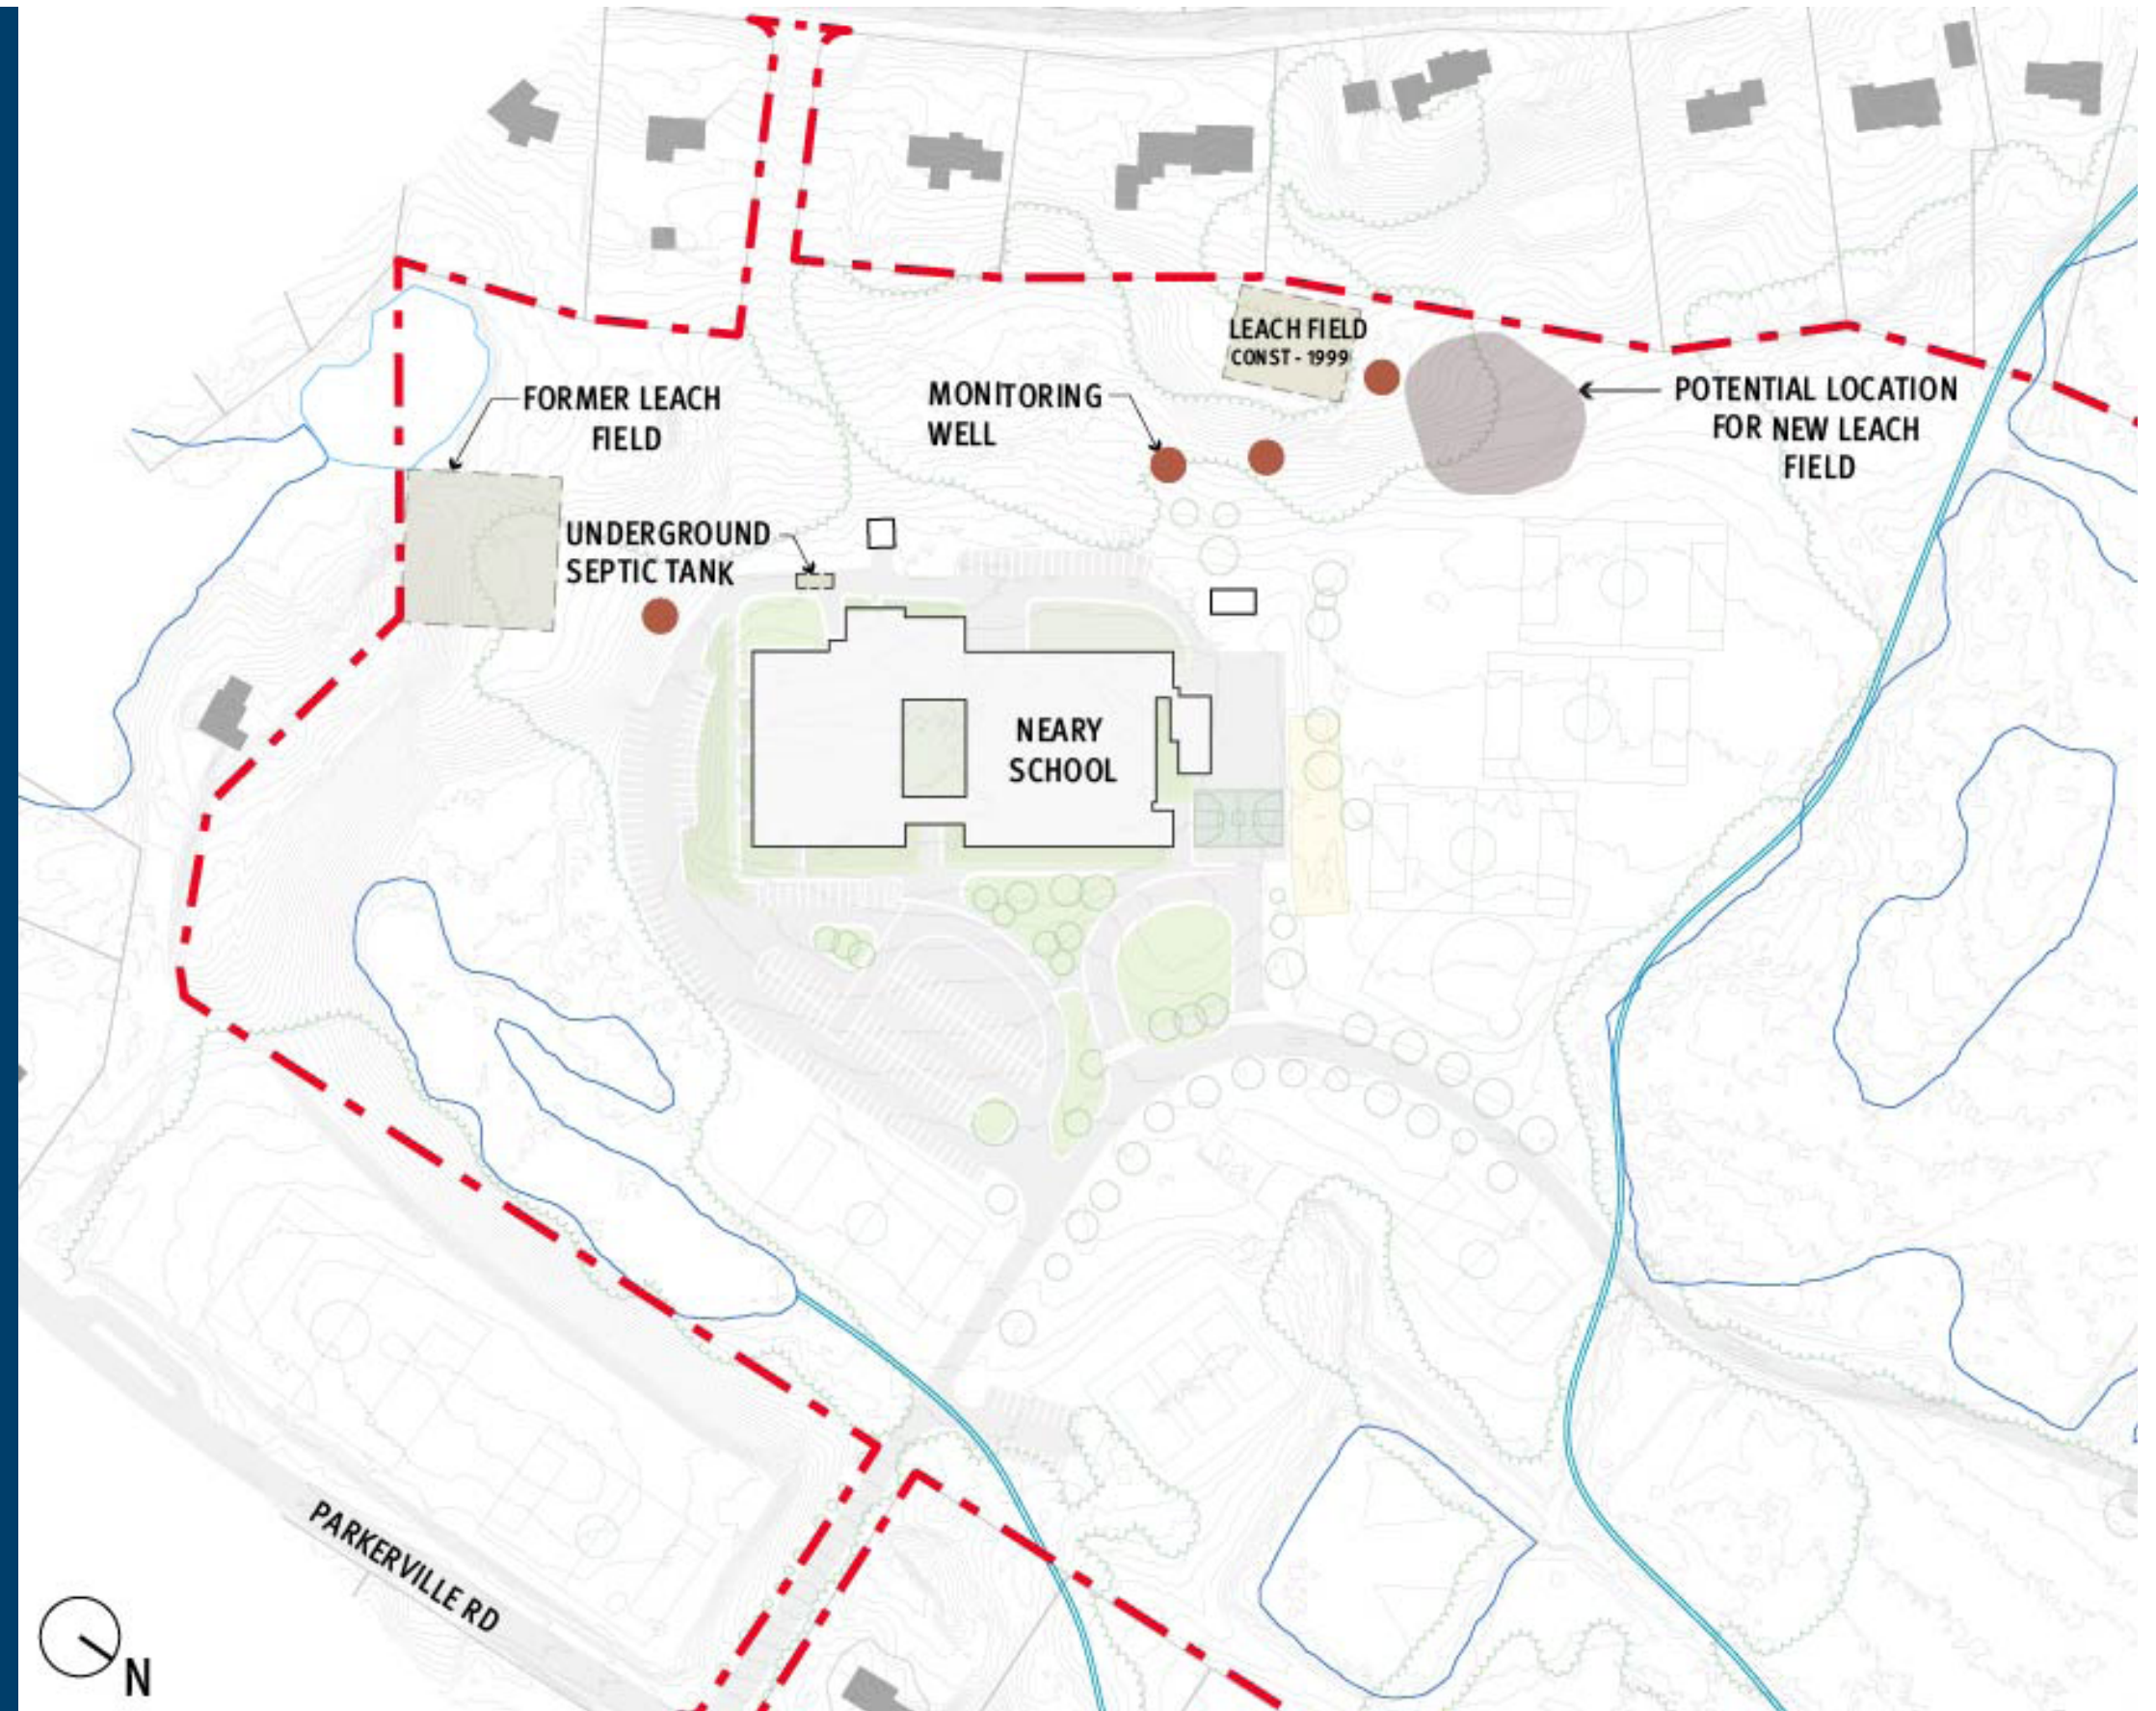 LEACH FIELD
CONST - 1999
FORMER LEACH
FIELD
MONITORING
WELL
POTENTIAL LOCATION
FOR NEW LEACH
FIELD
UNDERGROUND
SEPTIC TANK
NEARY
SCHOOL
PARKERVILLE RD
N